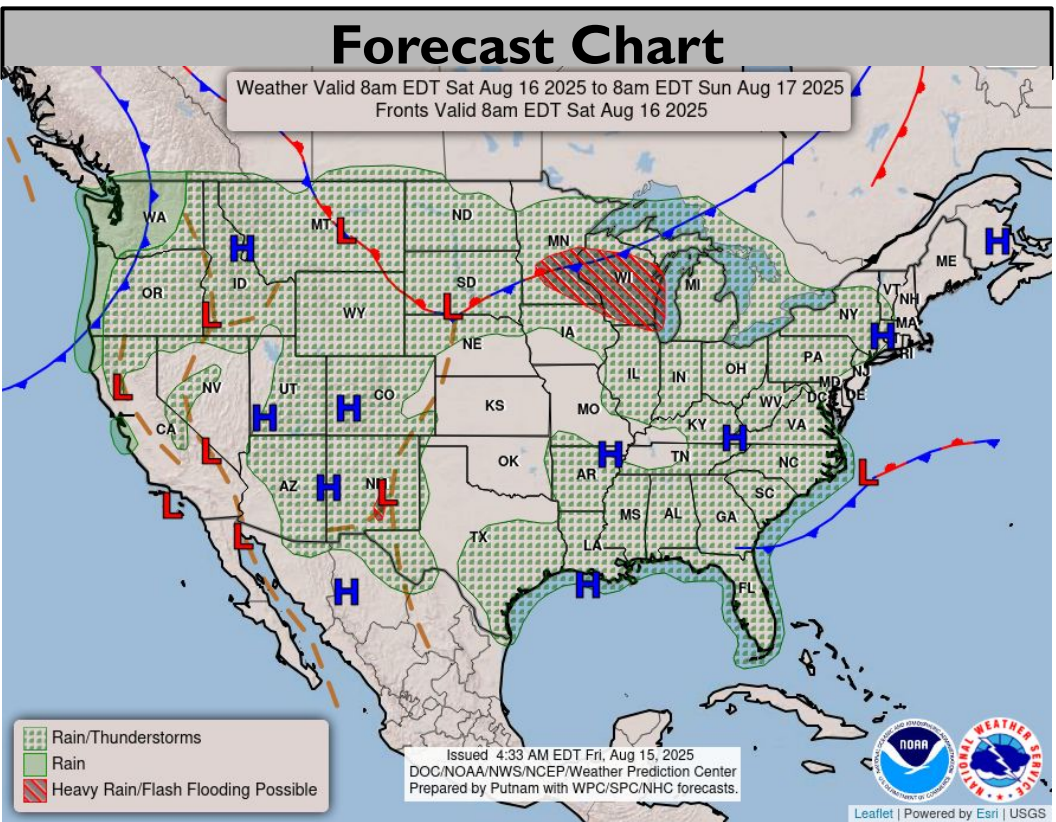 Forecast Chart
Weather Valid 8am EDT Sat Aug 16 2025 to 8am EDT Sun Aug 17 2025
Fronts Valid 8am EDT Sat Aug 16 2025
WA
MT
L
ND
MN
H
ME
H
OR
ID
SD
WI
MI
VT
NH
L
WY
L
NY
MA
H
CT
RI
NE
IA
PA
NJ
L
NV
UT
CO
IL
IN
OH
MD
DE
DC
H
H
KS
MO
WV
VA
CA
KY
H
L
OK
H
TN
NC
AZ
H
NM
L
AR
SC
L
L
TX
MS
AL
GA
L
LA
H
H
FL
Rain/Thunderstorms
Rain
Heavy Rain/Flash Flooding Possible
Issued 4:33 AM EDT Fri, Aug 15, 2025
DOC/NOAA/NWS/NCEP/Weather Prediction Center
Prepared by Putnam with WPC/SPC/NHC forecasts.
NOAA
NATIONAL WEATHER SERVICE
Leaflet | Powered by Esri | USGS